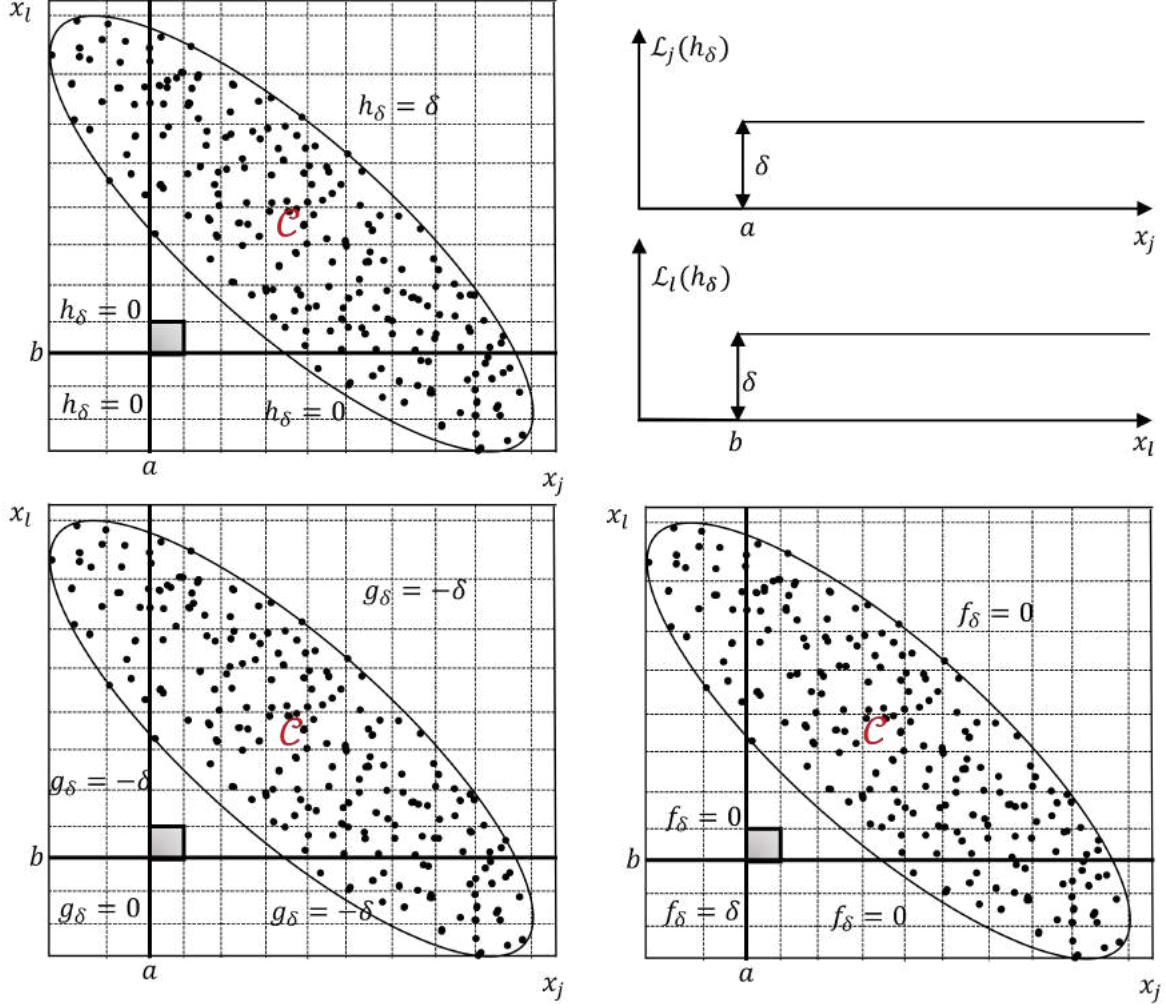 x_l
h_δ = δ
𝒞
h_δ = 0
b
h_δ = 0
h_δ = 0
a
x_j
ℒ_j(h_δ)
δ
a
x_j
ℒ_l(h_δ)
δ
b
x_l
x_l
g_δ = −δ
𝒞
g_δ = −δ
b
g_δ = 0
g_δ = −δ
a
x_j
x_l
f_δ = 0
𝒞
f_δ = 0
b
f_δ = δ
f_δ = 0
a
x_j